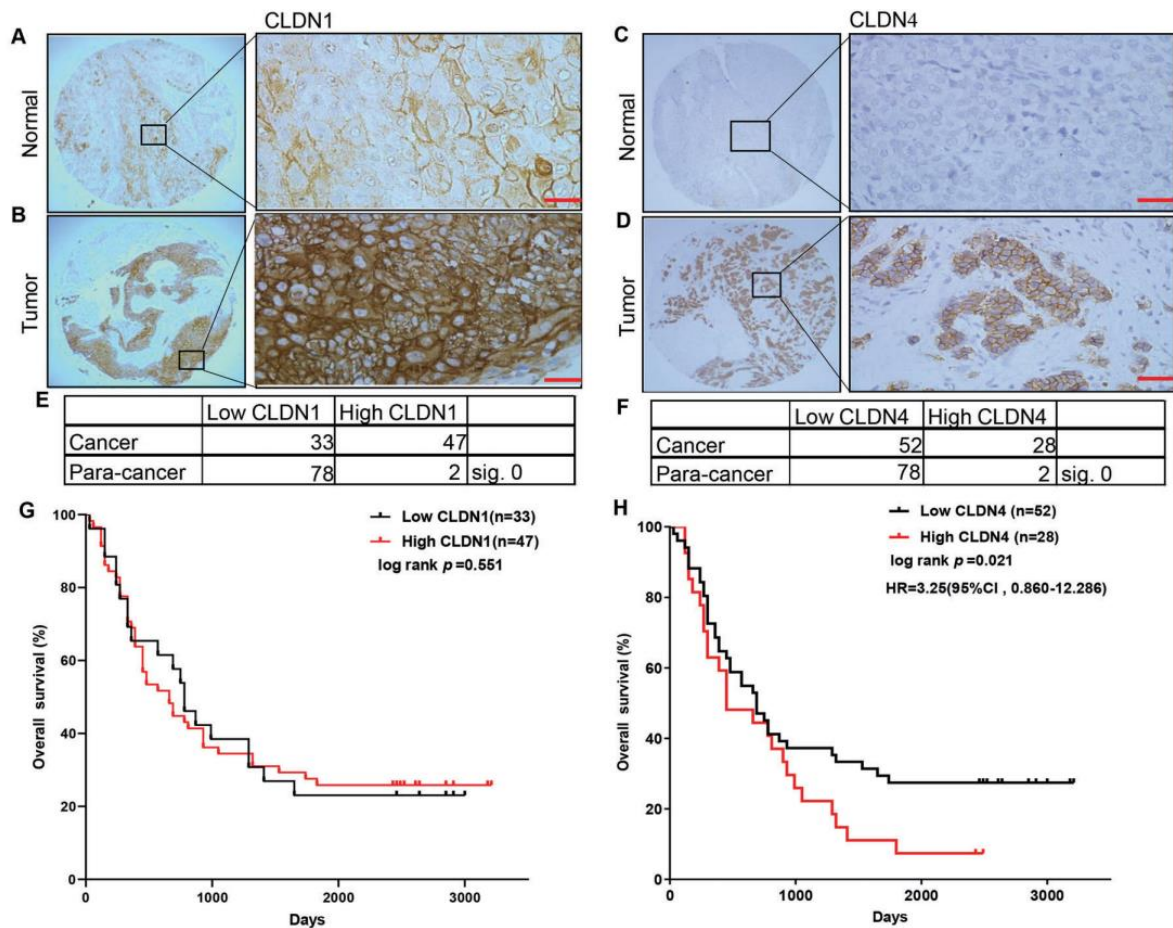 CLDN1
CLDN4
A
Normal
C
Normal
B
Tumor
D
Tumor
E
Low CLDN1 High CLDN1
Cancer 33 47
Para-cancer 78 2 sig. 0
F
Low CLDN4 High CLDN4
Cancer 52 28
Para-cancer 78 2 sig. 0
G
Low CLDN1(n=33)
High CLDN1(n=47)
log rank p=0.551
Overall survival (%)
100
80
60
40
20
0
0 1000 2000 3000
Days
H
Low CLDN4 (n=52)
High CLDN4 (n=28)
log rank p=0.021
HR=3.25(95%CI , 0.860-12.286)
Overall survival (%)
100
80
60
40
20
0
0 1000 2000 3000
Days